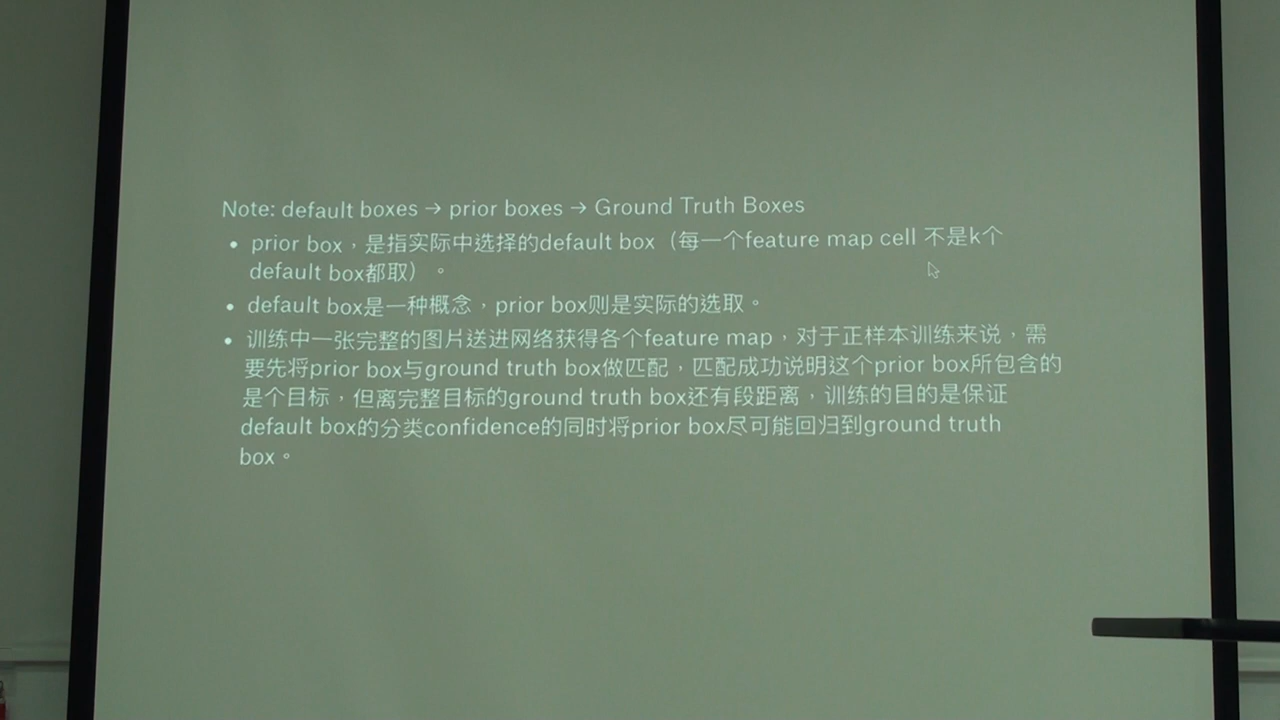 Note: default boxes → prior boxes → Ground Truth Boxes
• prior box，是指实际中选择的default box（每一个feature map cell 不是k个
default box都取）。
• default box是一种概念，prior box则是实际的选取。
• 训练中一张完整的图片送进网络获得各个feature map，对于正样本训练来说，需
要先将prior box与ground truth box做匹配，匹配成功说明这个prior box所包含的
是个目标，但离完整目标的ground truth box还有段距离，训练的目的是保证
default box的分类confidence的同时将prior box尽可能回归到ground truth
box。